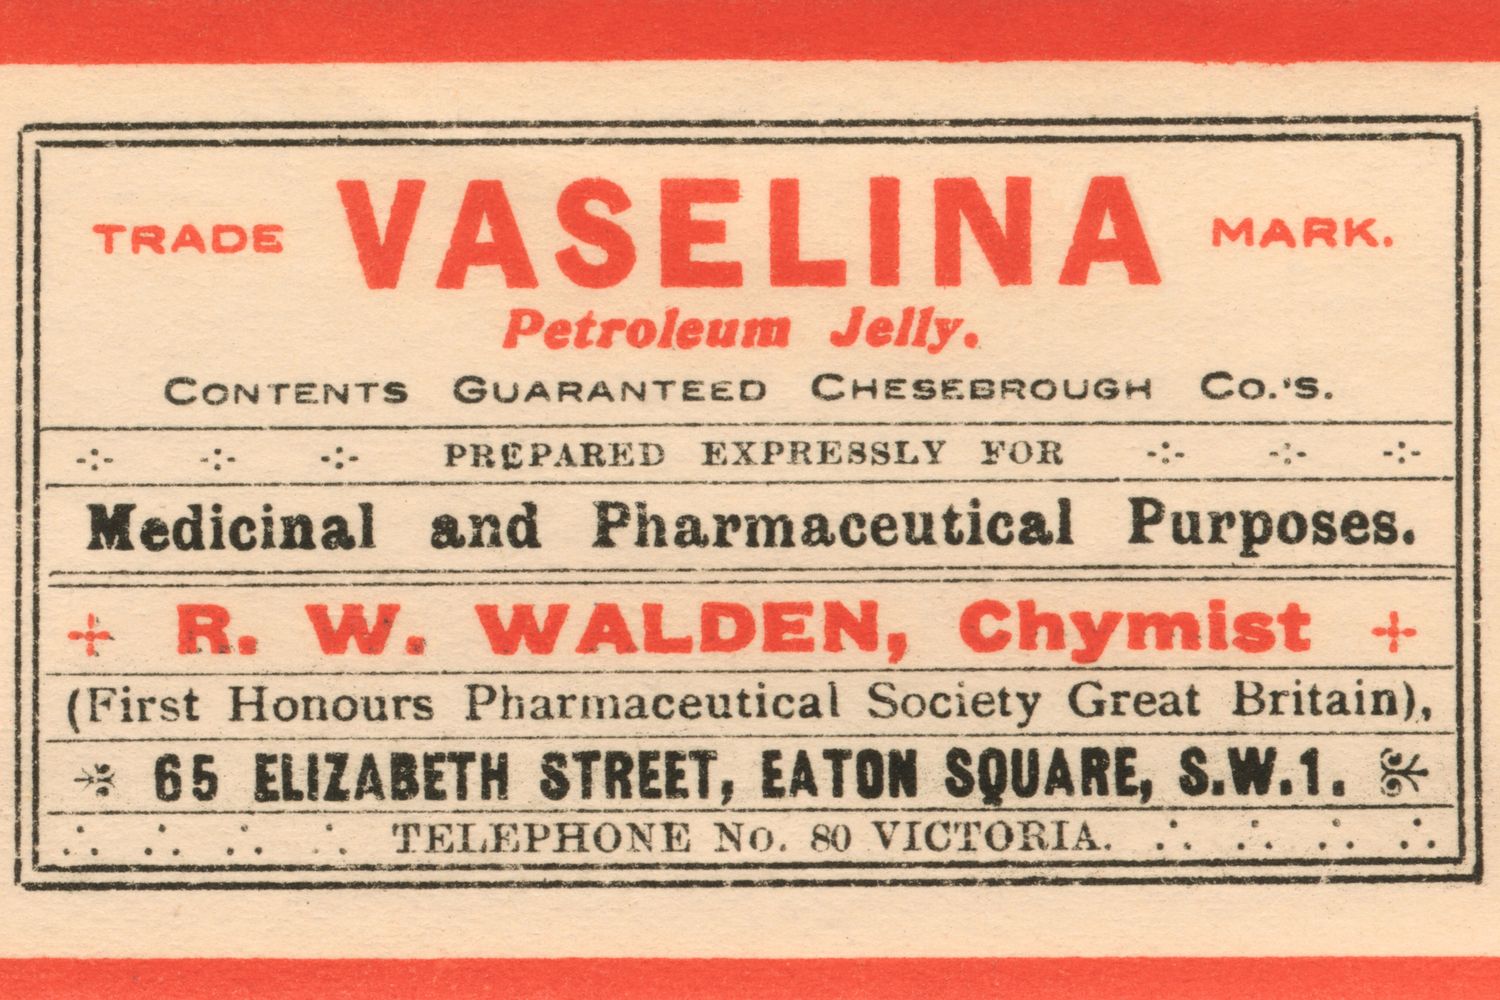 TRADE VASELINA MARK.
Petroleum Jelly.
CONTENTS GUARANTEED CHESEBROUGH CO.'S.
PREPARED EXPRESSLY FOR
Medicinal and Pharmaceutical Purposes.
R. W. WALDEN, Chymist
(First Honours Pharmaceutical Society Great Britain),
65 ELIZABETH STREET, EATON SQUARE, S.W.1.
TELEPHONE No. 80 VICTORIA.